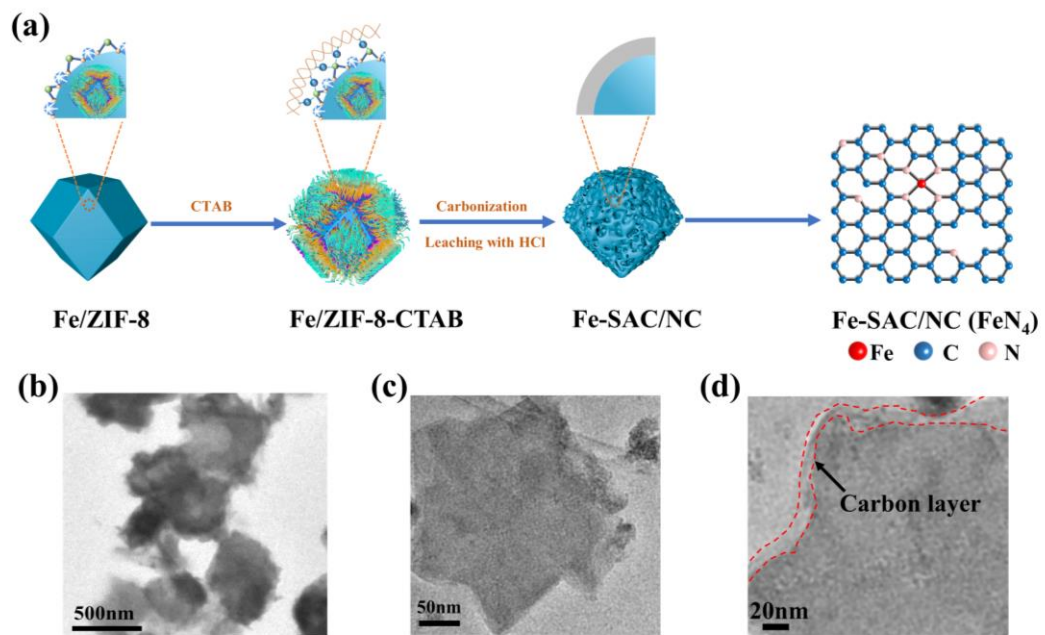 (a)
CTAB
Carbonization
Leaching with HCl
Fe/ZIF-8
Fe/ZIF-8-CTAB
Fe-SAC/NC
Fe-SAC/NC (FeN₄)
Fe C N
(b)
(c)
(d)
Carbon layer
500nm
50nm
20nm